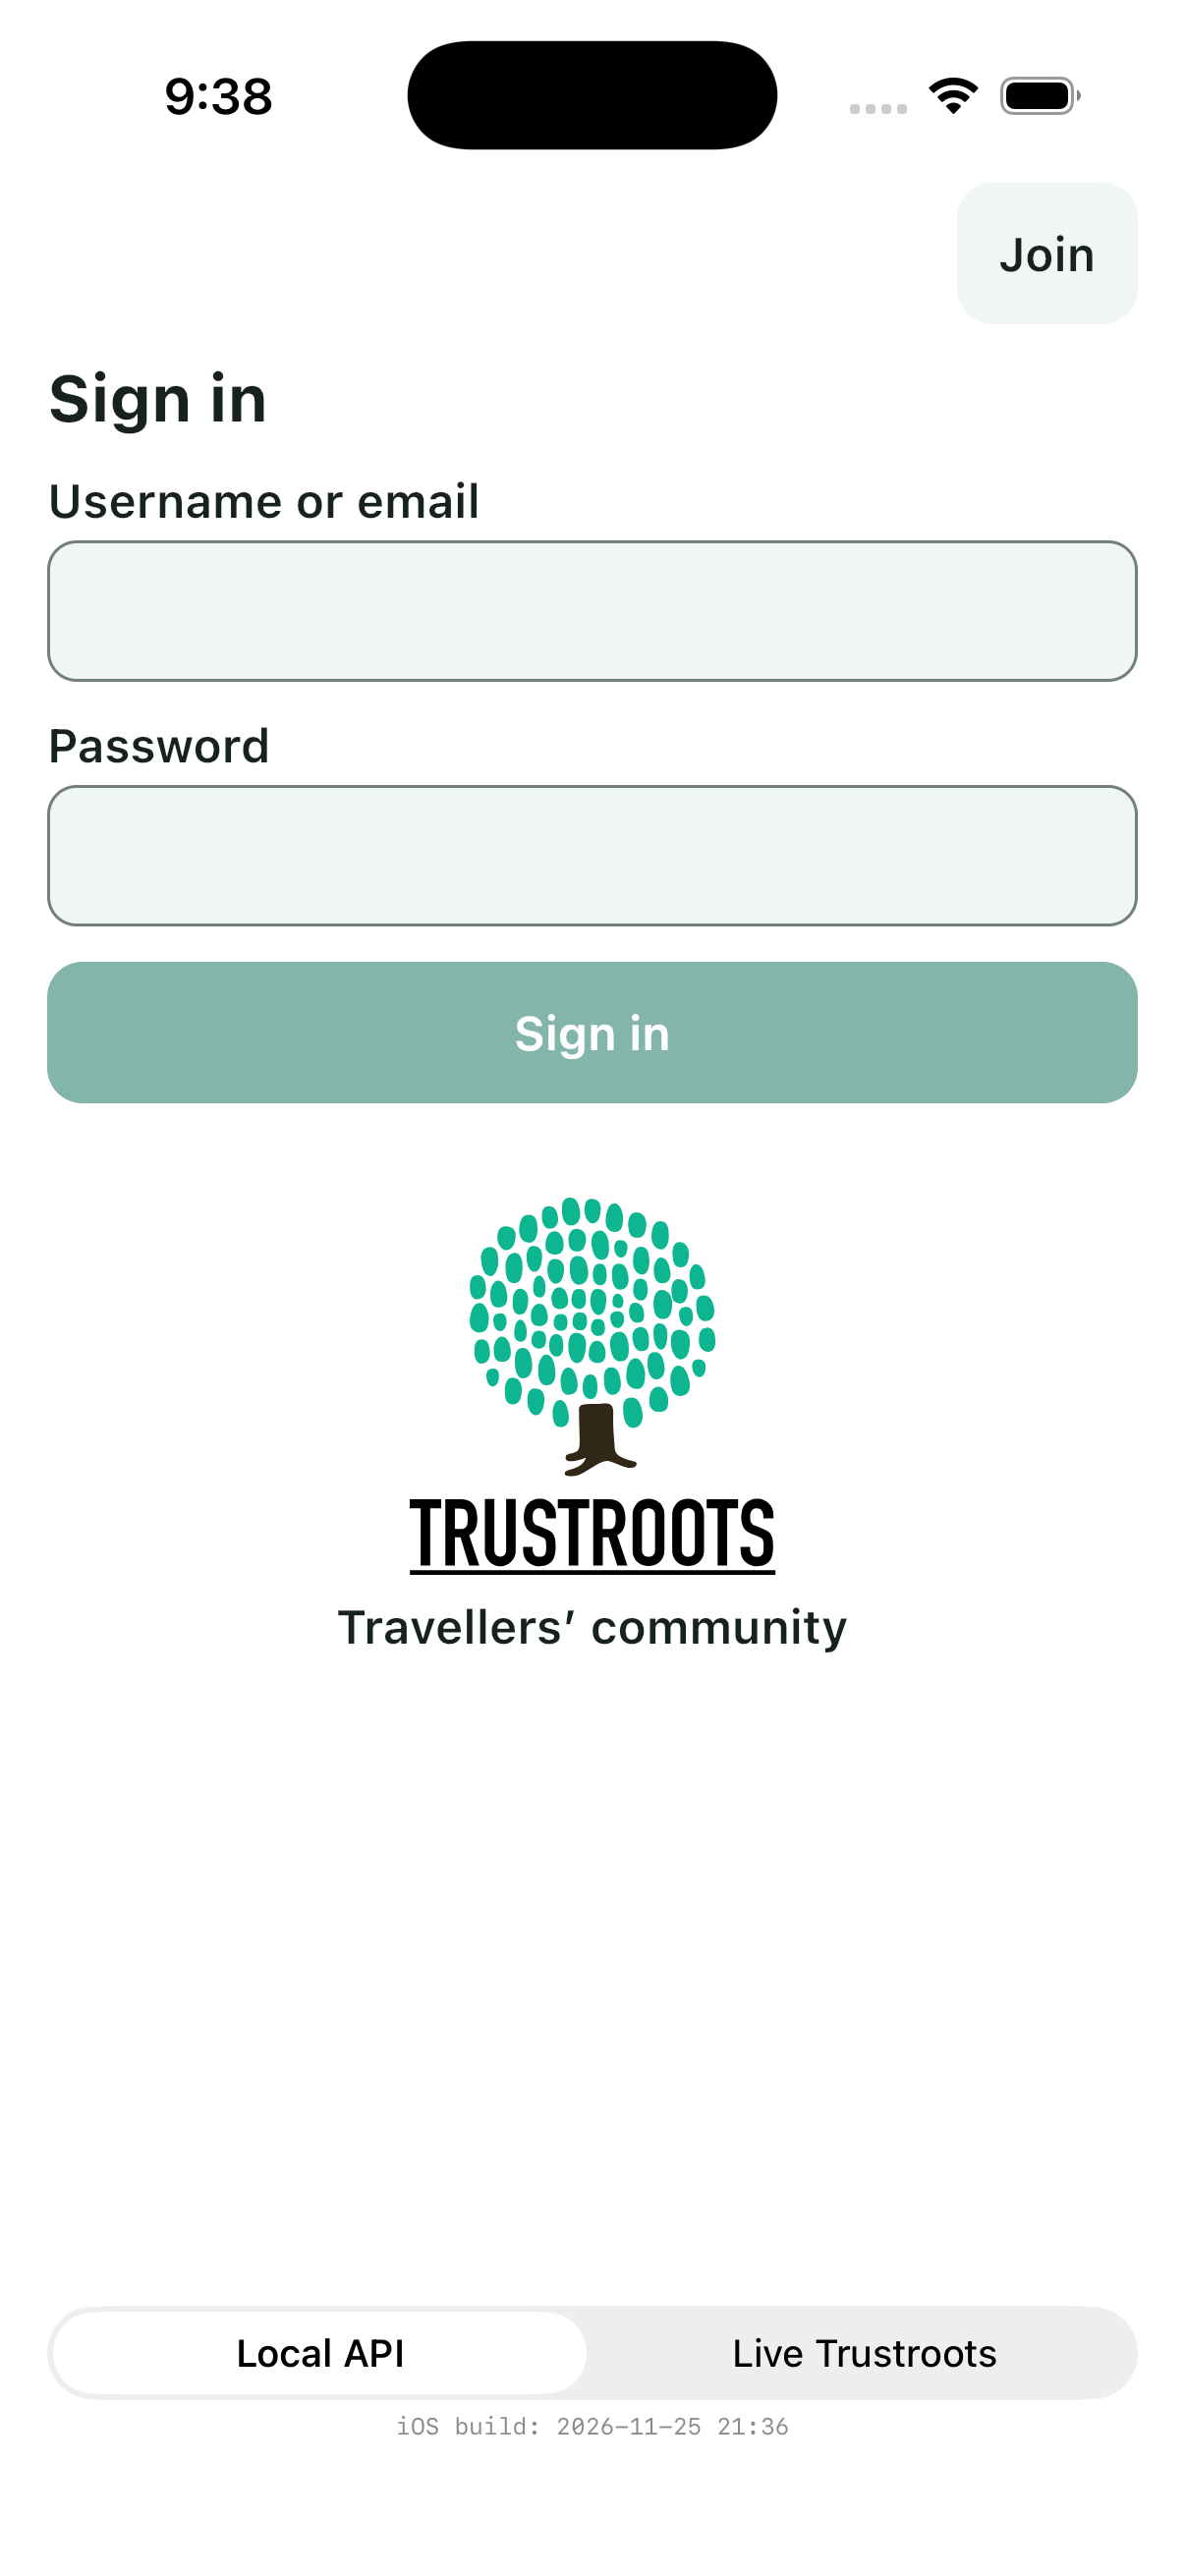 9:38
Join
Sign in
Username or email
Password
Sign in
TRUSTROOTS
Travellers’ community
Local API
Live Trustroots
iOS build: 2026-11-25 21:36